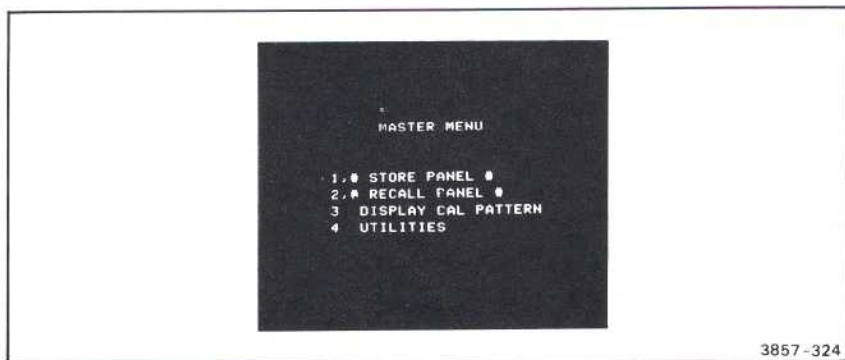 MASTER MENU
1,# STORE PANEL #
2,# RECALL PANEL #
3 DISPLAY CAL PATTERN
4 UTILITIES
3857-324